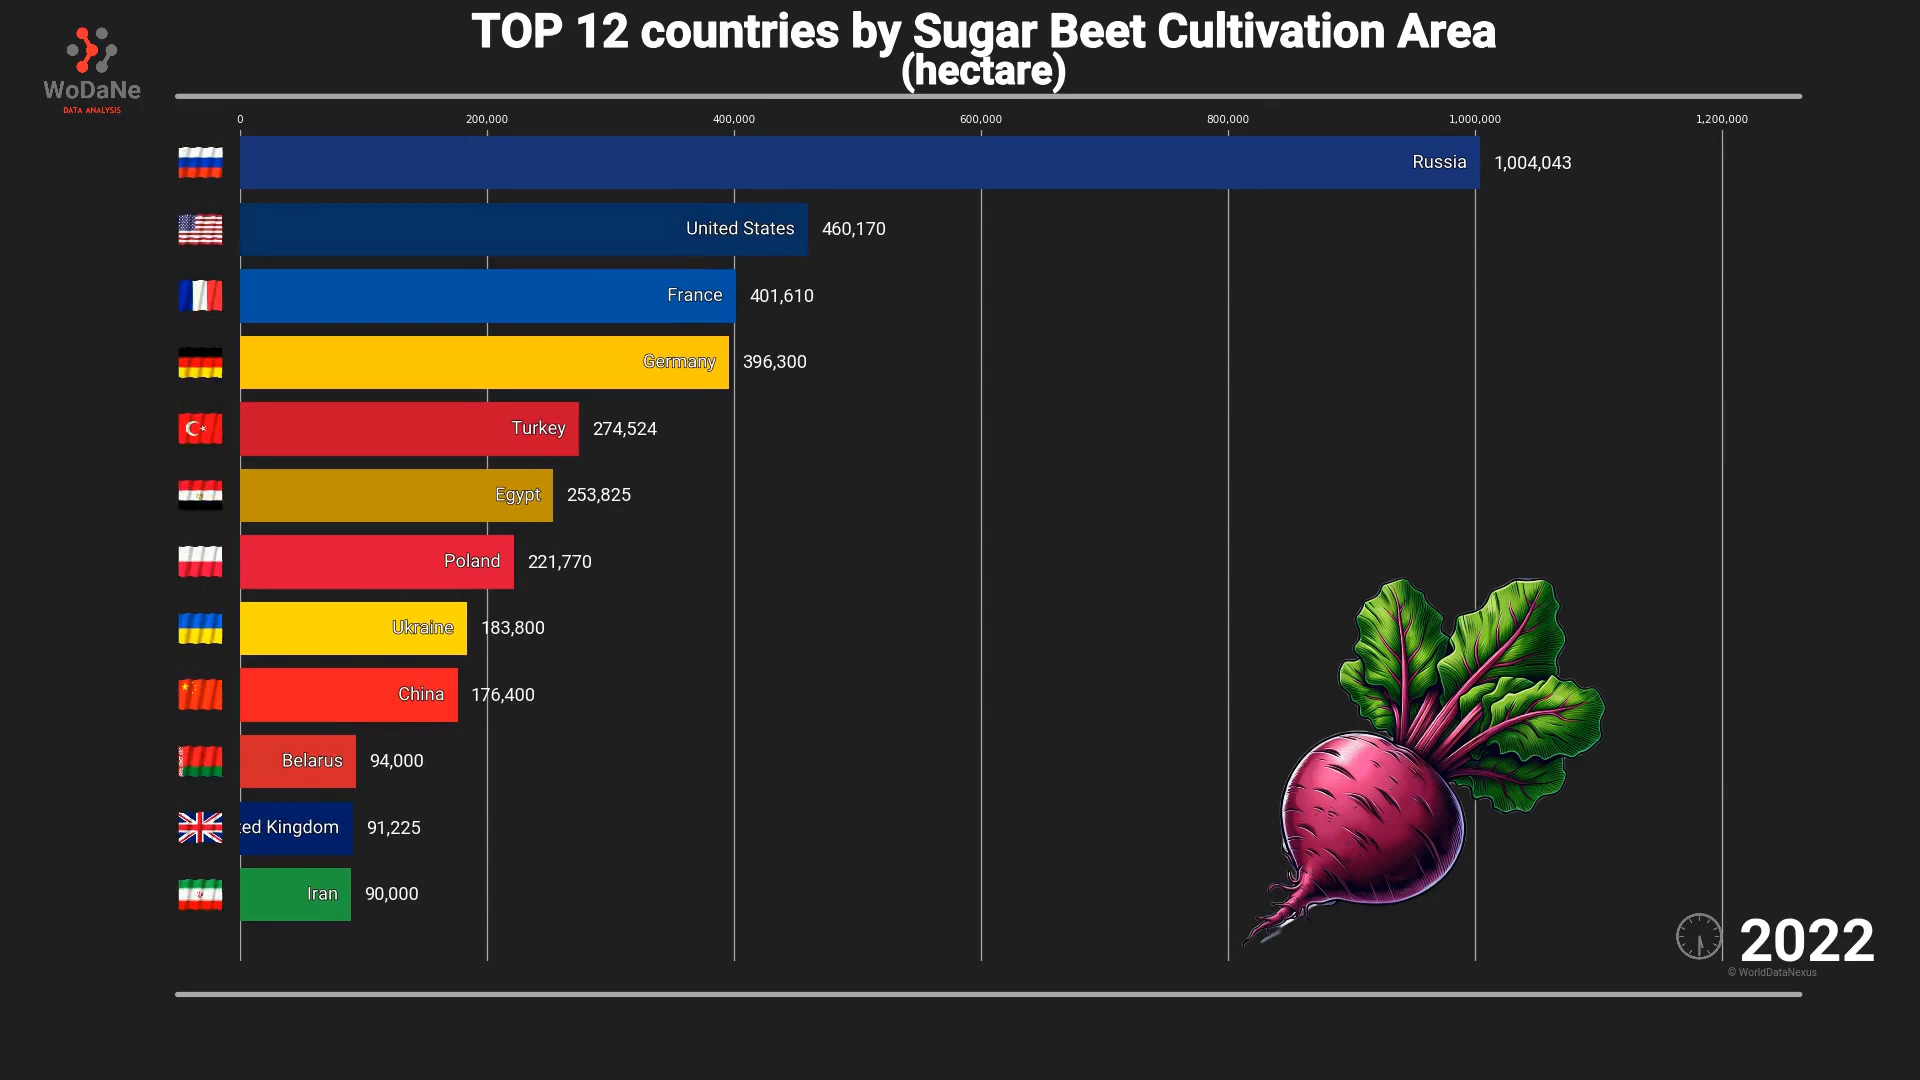 TOP 12 countries by Sugar Beet Cultivation Area
(hectare)
WoDaNe
DATA ANALYSIS
0 200,000 400,000 600,000 800,000 1,000,000 1,200,000
Russia 1,004,043
United States 460,170
France 401,610
Germany 396,300
Turkey 274,524
Egypt 253,825
Poland 221,770
Ukraine 183,800
China 176,400
Belarus 94,000
ted Kingdom 91,225
Iran 90,000
2022
© WorldDataNexus